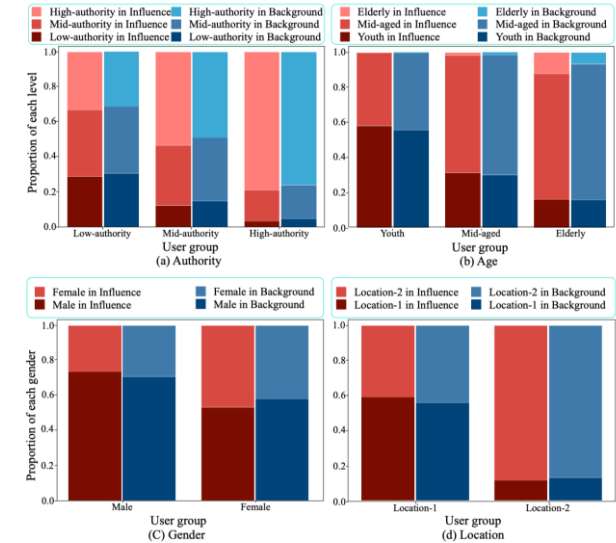 High-authority in Influence High-authority in Background
Mid-authority in Influence Mid-authority in Background
Low-authority in Influence Low-authority in Background
Proportion of each level
1.0
0.8
0.6
0.4
0.2
0.0
Low-authority Mid-authority High-authority
User group
(a) Authority
Elderly in Influence Elderly in Background
Mid-aged in Influence Mid-aged in Background
Youth in Influence Youth in Background
1.0
0.8
0.6
0.4
0.2
0.0
Youth Mid-aged Elderly
User group
(b) Age
Female in Influence Female in Background
Male in Influence Male in Background
Proportion of each gender
1.0
0.8
0.6
0.4
0.2
0.0
Male Female
User group
(C) Gender
Location-2 in Influence Location-2 in Background
Location-1 in Influence Location-1 in Background
1.0
0.8
0.6
0.4
0.2
0.0
Location-1 Location-2
User group
(d) Location